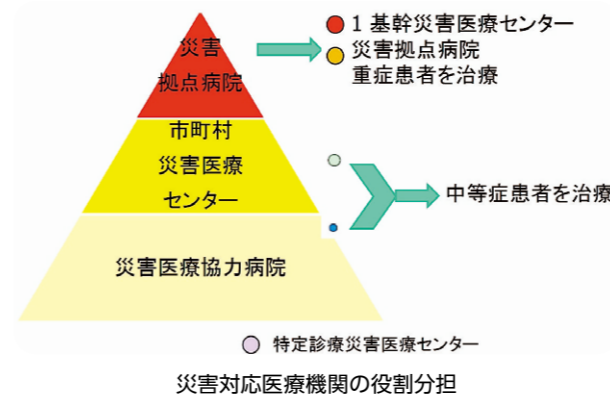 災害
拠点病院
1 基幹災害医療センター
災害拠点病院
重症患者を治療
市町村
災害医療
センター
中等症患者を治療
災害医療協力病院
特定診療災害医療センター
災害対応医療機関の役割分担